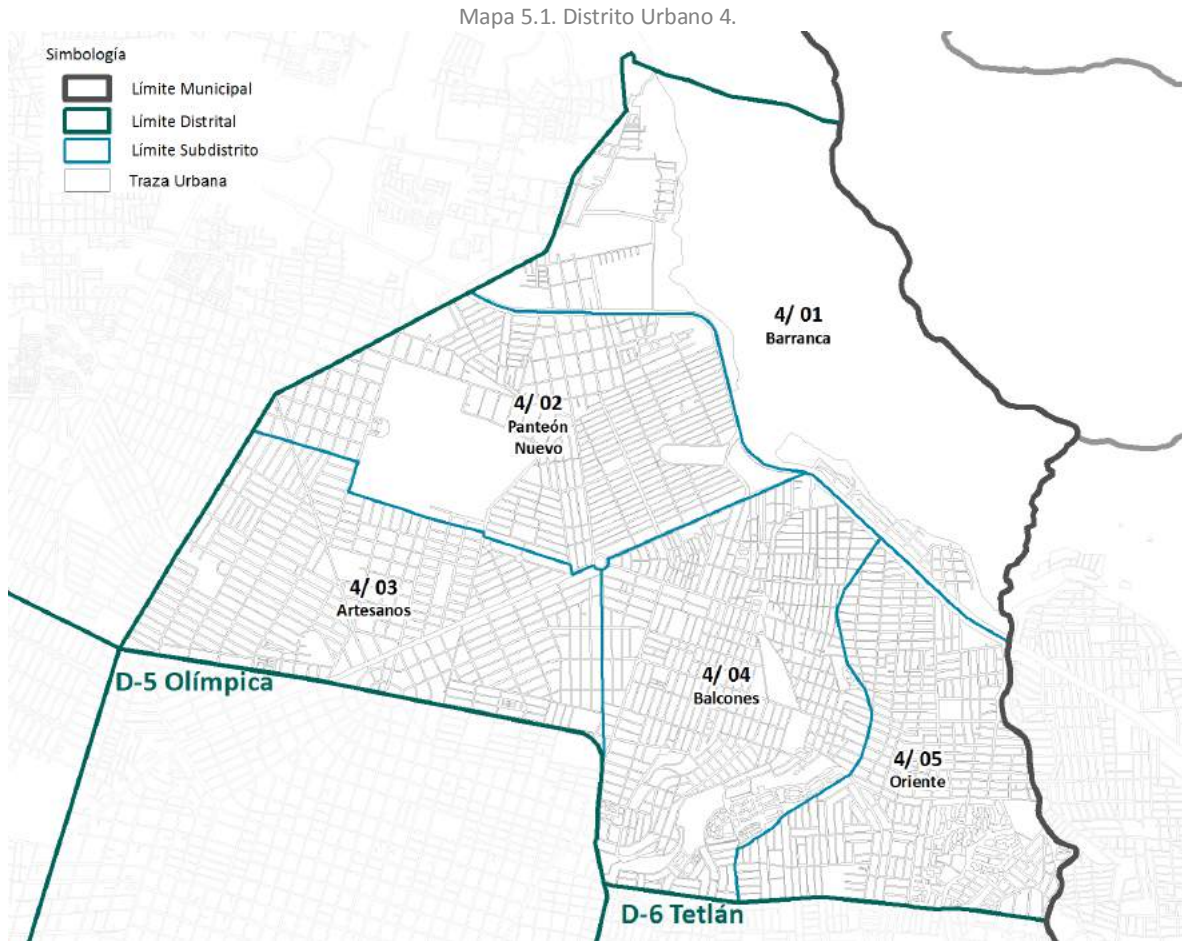 Mapa 5.1. Distrito Urbano 4.
Simbología
Límite Municipal
Límite Distrital
Límite Subdistrito
Traza Urbana
4/ 01
Barranca
4/ 02
Panteón
Nuevo
4/ 03
Artesanos
4/ 04
Balcones
D-5 Olímpica
4/ 05
Oriente
D-6 Tetlán